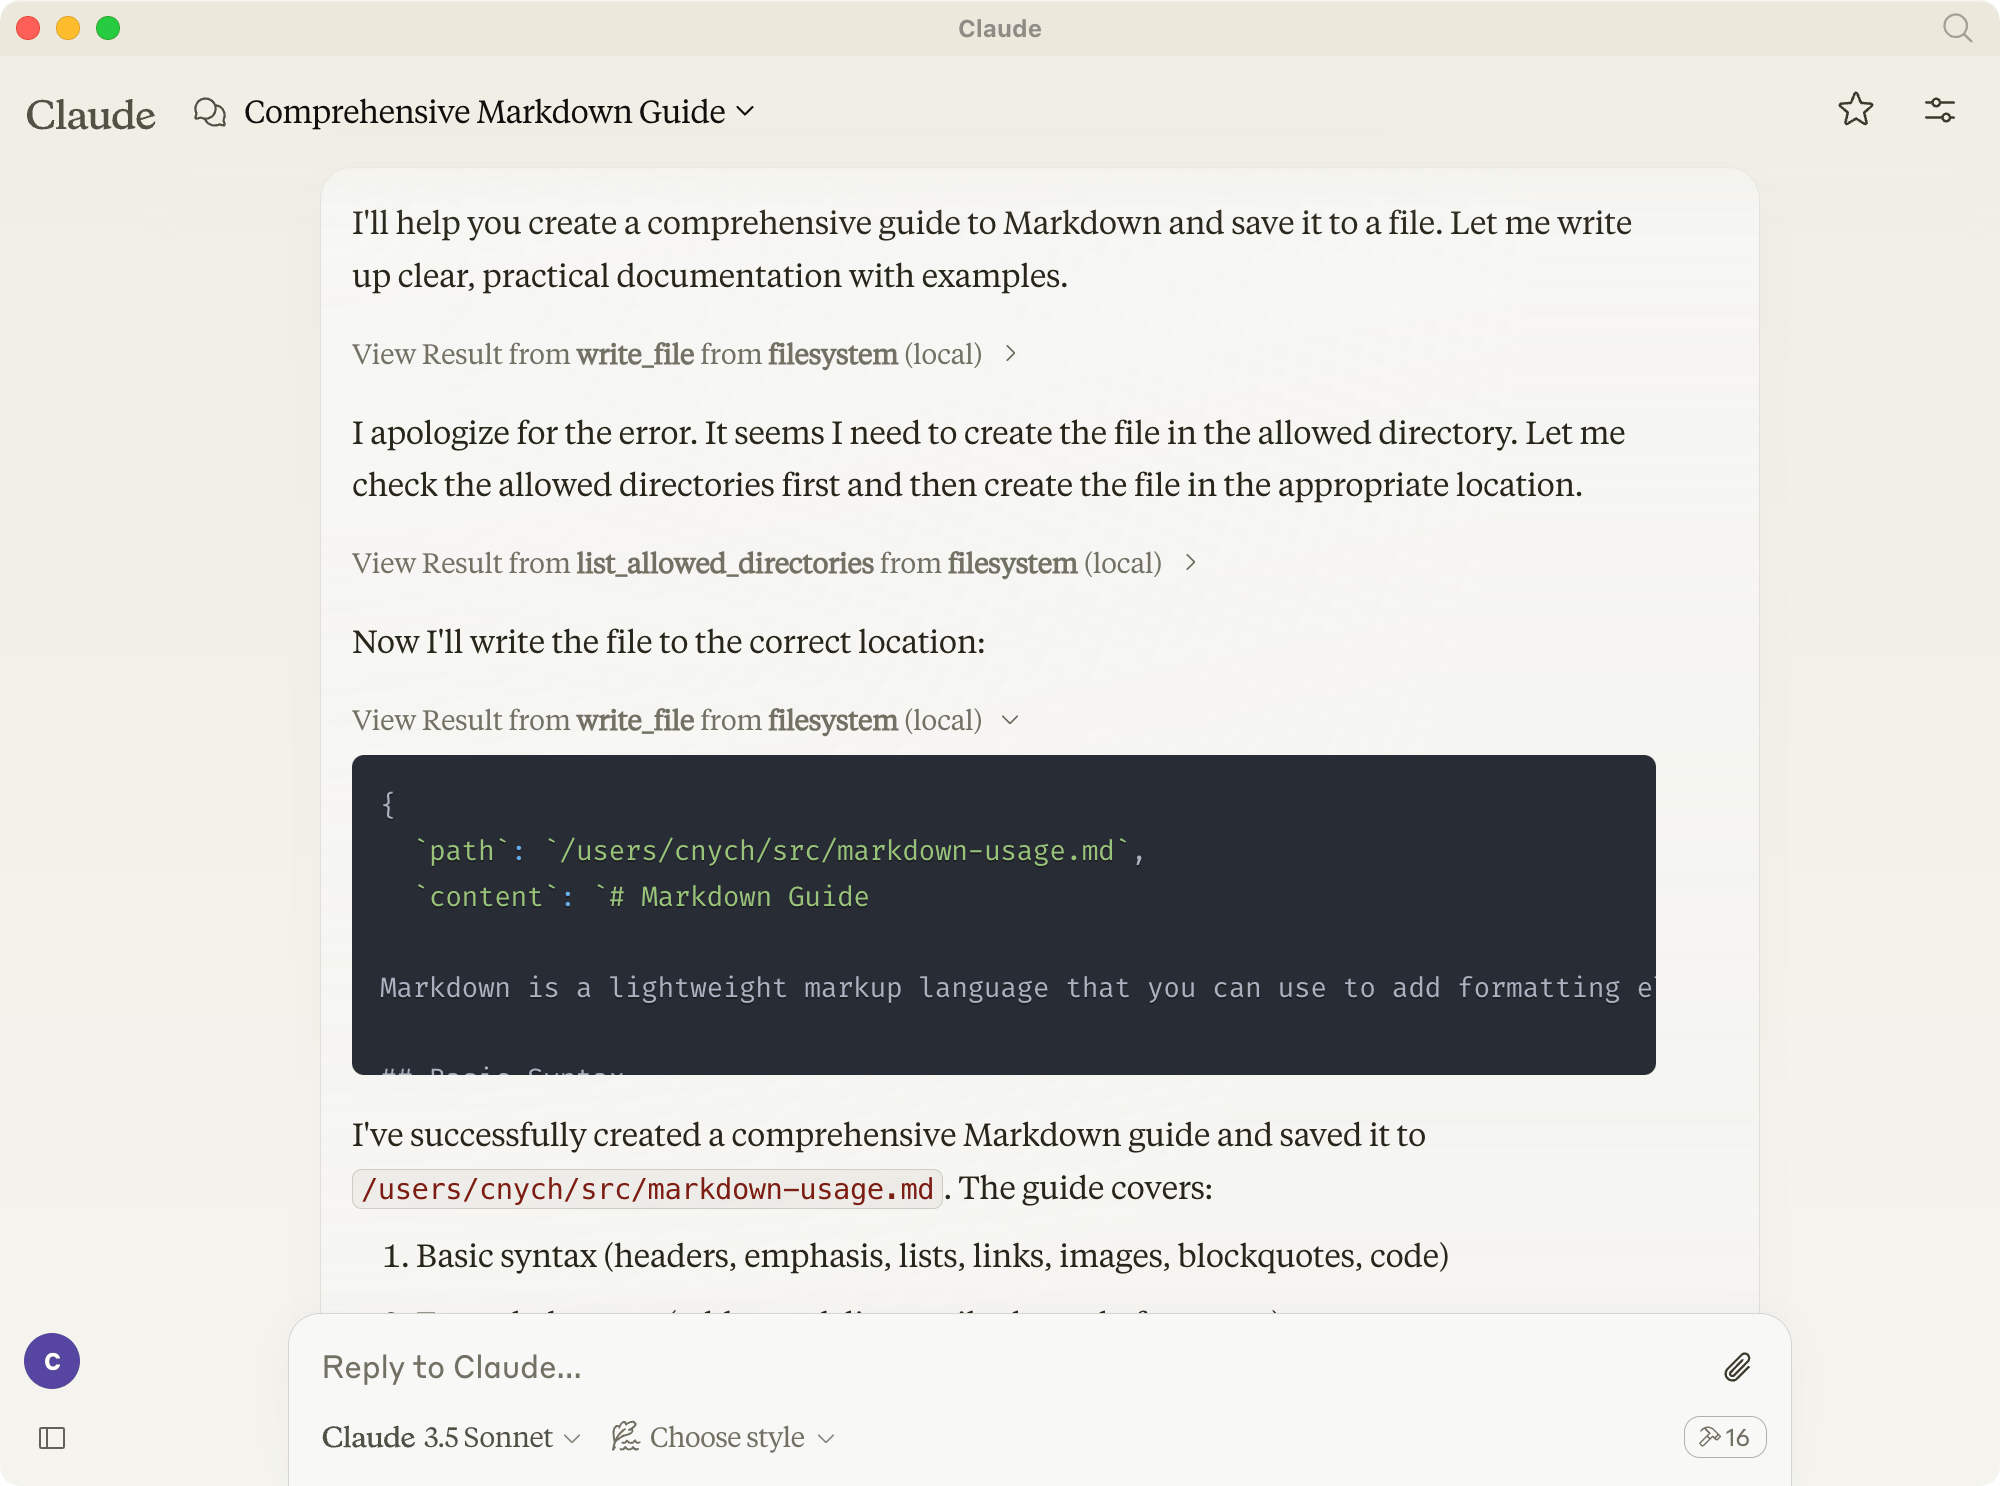 Claude
Claude
Comprehensive Markdown Guide
I'll help you create a comprehensive guide to Markdown and save it to a file. Let me write
up clear, practical documentation with examples.
View Result from write_file from filesystem (local)
I apologize for the error. It seems I need to create the file in the allowed directory. Let me
check the allowed directories first and then create the file in the appropriate location.
View Result from list_allowed_directories from filesystem (local)
Now I'll write the file to the correct location:
View Result from write_file from filesystem (local)
{
`path`: `/users/cnych/src/markdown-usage.md`,
`content`: `# Markdown Guide
Markdown is a lightweight markup language that you can use to add formatting
## Basic Syntax
I've successfully created a comprehensive Markdown guide and saved it to
/users/cnych/src/markdown-usage.md. The guide covers:
1. Basic syntax (headers, emphasis, lists, links, images, blockquotes, code)
Reply to Claude...
C
Claude 3.5 Sonnet
Choose style
16